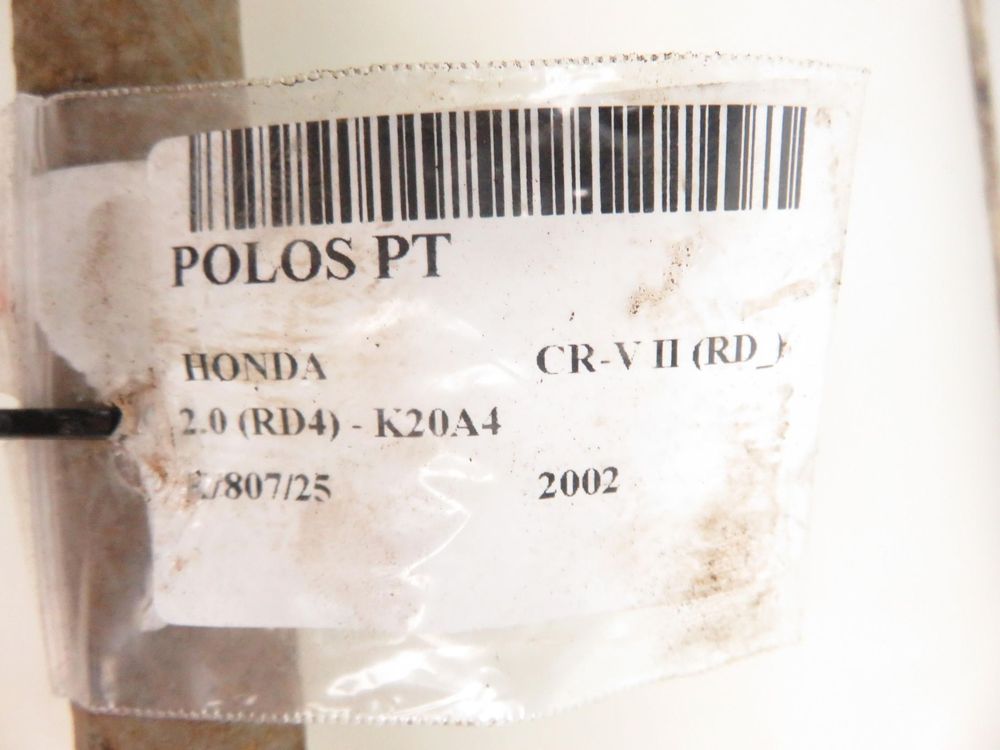 POLOS PT
HONDA CR-V II (RD_)
2.0 (RD4) - K20A4
/807/25 2002